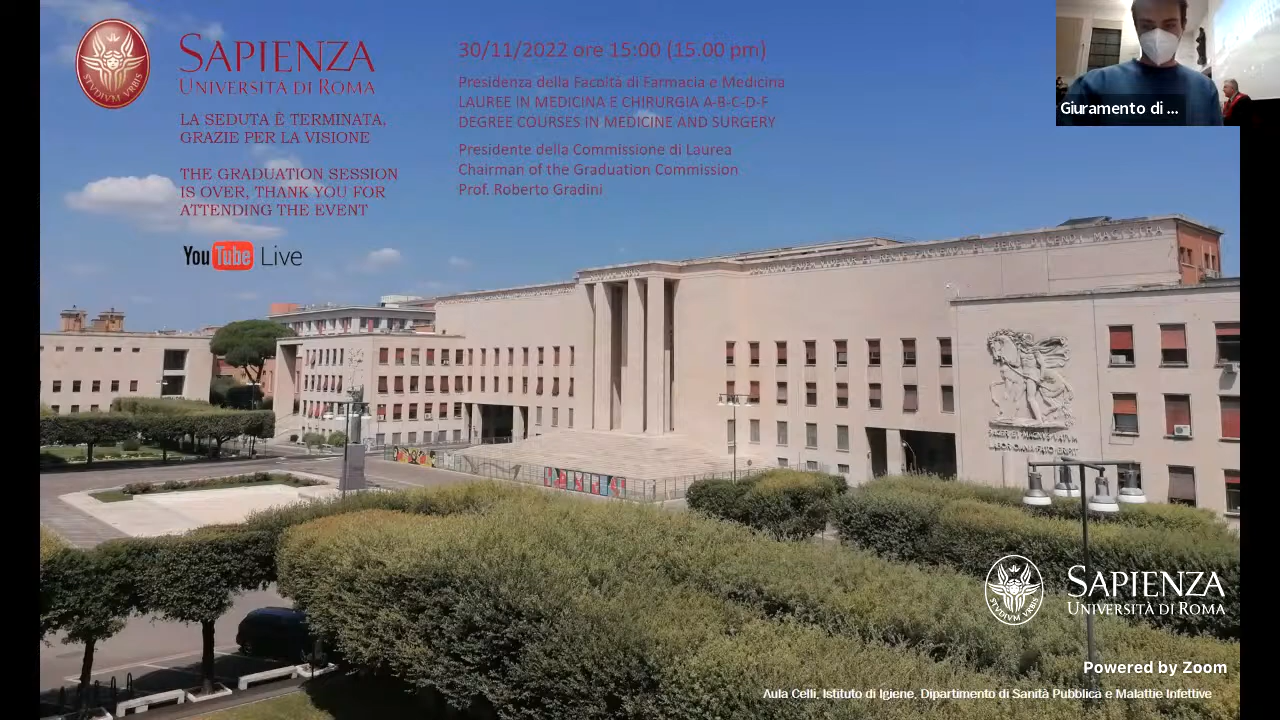 SAPIENZA
UNIVERSITÀ DI ROMA
STVDIVM VRBIS
LA SEDUTA È TERMINATA,
GRAZIE PER LA VISIONE
THE GRADUATION SESSION
IS OVER, THANK YOU FOR
ATTENDING THE EVENT
YouTube Live
30/11/2022 ore 15:00 (15.00 pm)
Presidenza della Facoltà di Farmacia e Medicina
LAUREE IN MEDICINA E CHIRURGIA A-B-C-D-F
DEGREE COURSES IN MEDICINE AND SURGERY
Presidente della Commissione di Laurea
Chairman of the Graduation Commission
Prof. Roberto Gradini
Giuramento di ...
SAPIENZA
UNIVERSITÀ DI ROMA
STVDIVM VRBIS
Powered by Zoom
Aula Celli, Istituto di Igiene, Dipartimento di Sanità Pubblica e Malattie Infettive